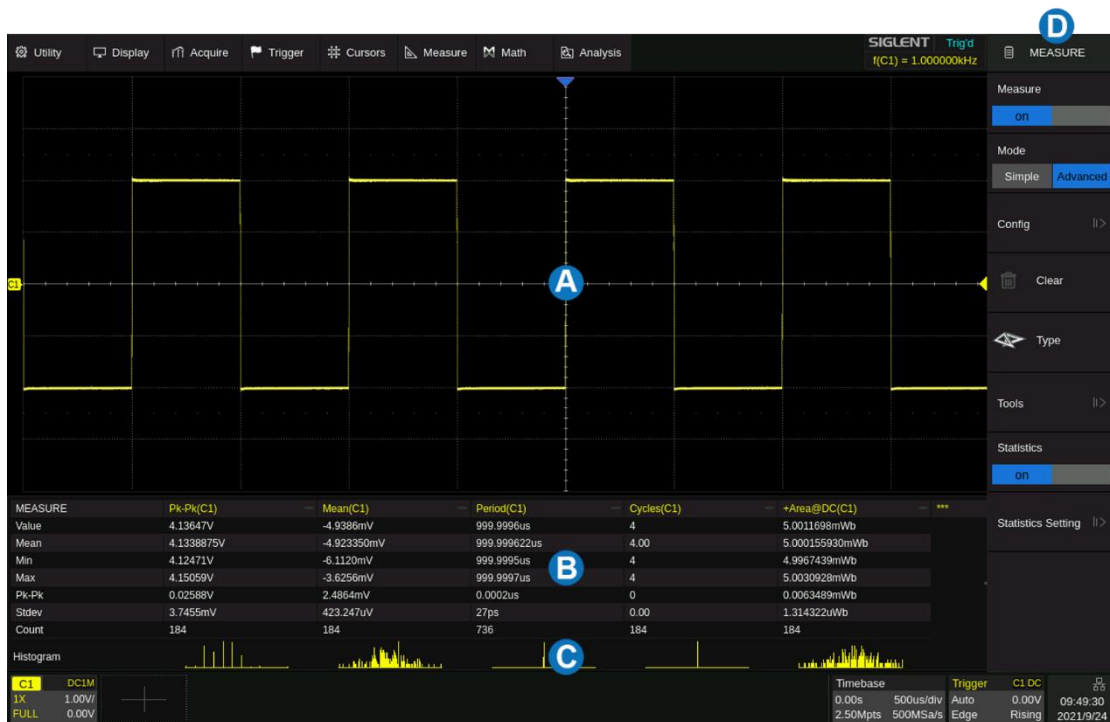 D
Utility Display Acquire Trigger Cursors Measure Math Analysis
SIGLENT Trig'd
f(C1) = 1.000000kHz
MEASURE
Measure
on
Mode
Simple Advanced
Config
Clear
Type
Tools
Statistics
on
Statistics Setting
C1
A
MEASURE Pk-Pk(C1) Mean(C1) Period(C1) Cycles(C1) +Area@DC(C1) ***
Value 4.13647V -4.9386mV 999.9996us 4 5.0011698mWb
Mean 4.1338875V -4.923350mV 999.999622us 4.00 5.000155930mWb
Min 4.12471V -6.1120mV 999.9995us 4 4.9967439mWb
Max 4.15059V -3.6256mV 999.9997us 4 5.0030928mWb
B
Pk-Pk 0.02588V 2.4864mV 0.0002us 0 0.0063489mWb
Stdev 3.7455mV 423.247uV 27ps 0.00 1.314322uWb
Count 184 184 736 184 184
Histogram
C
C1 DC1M
1X 1.00V/
FULL 0.00V
Timebase
0.00s 500us/div
2.50Mpts 500MSa/s
Trigger C1 DC
Auto 0.00V
Edge Rising
09:49:30
2021/9/24